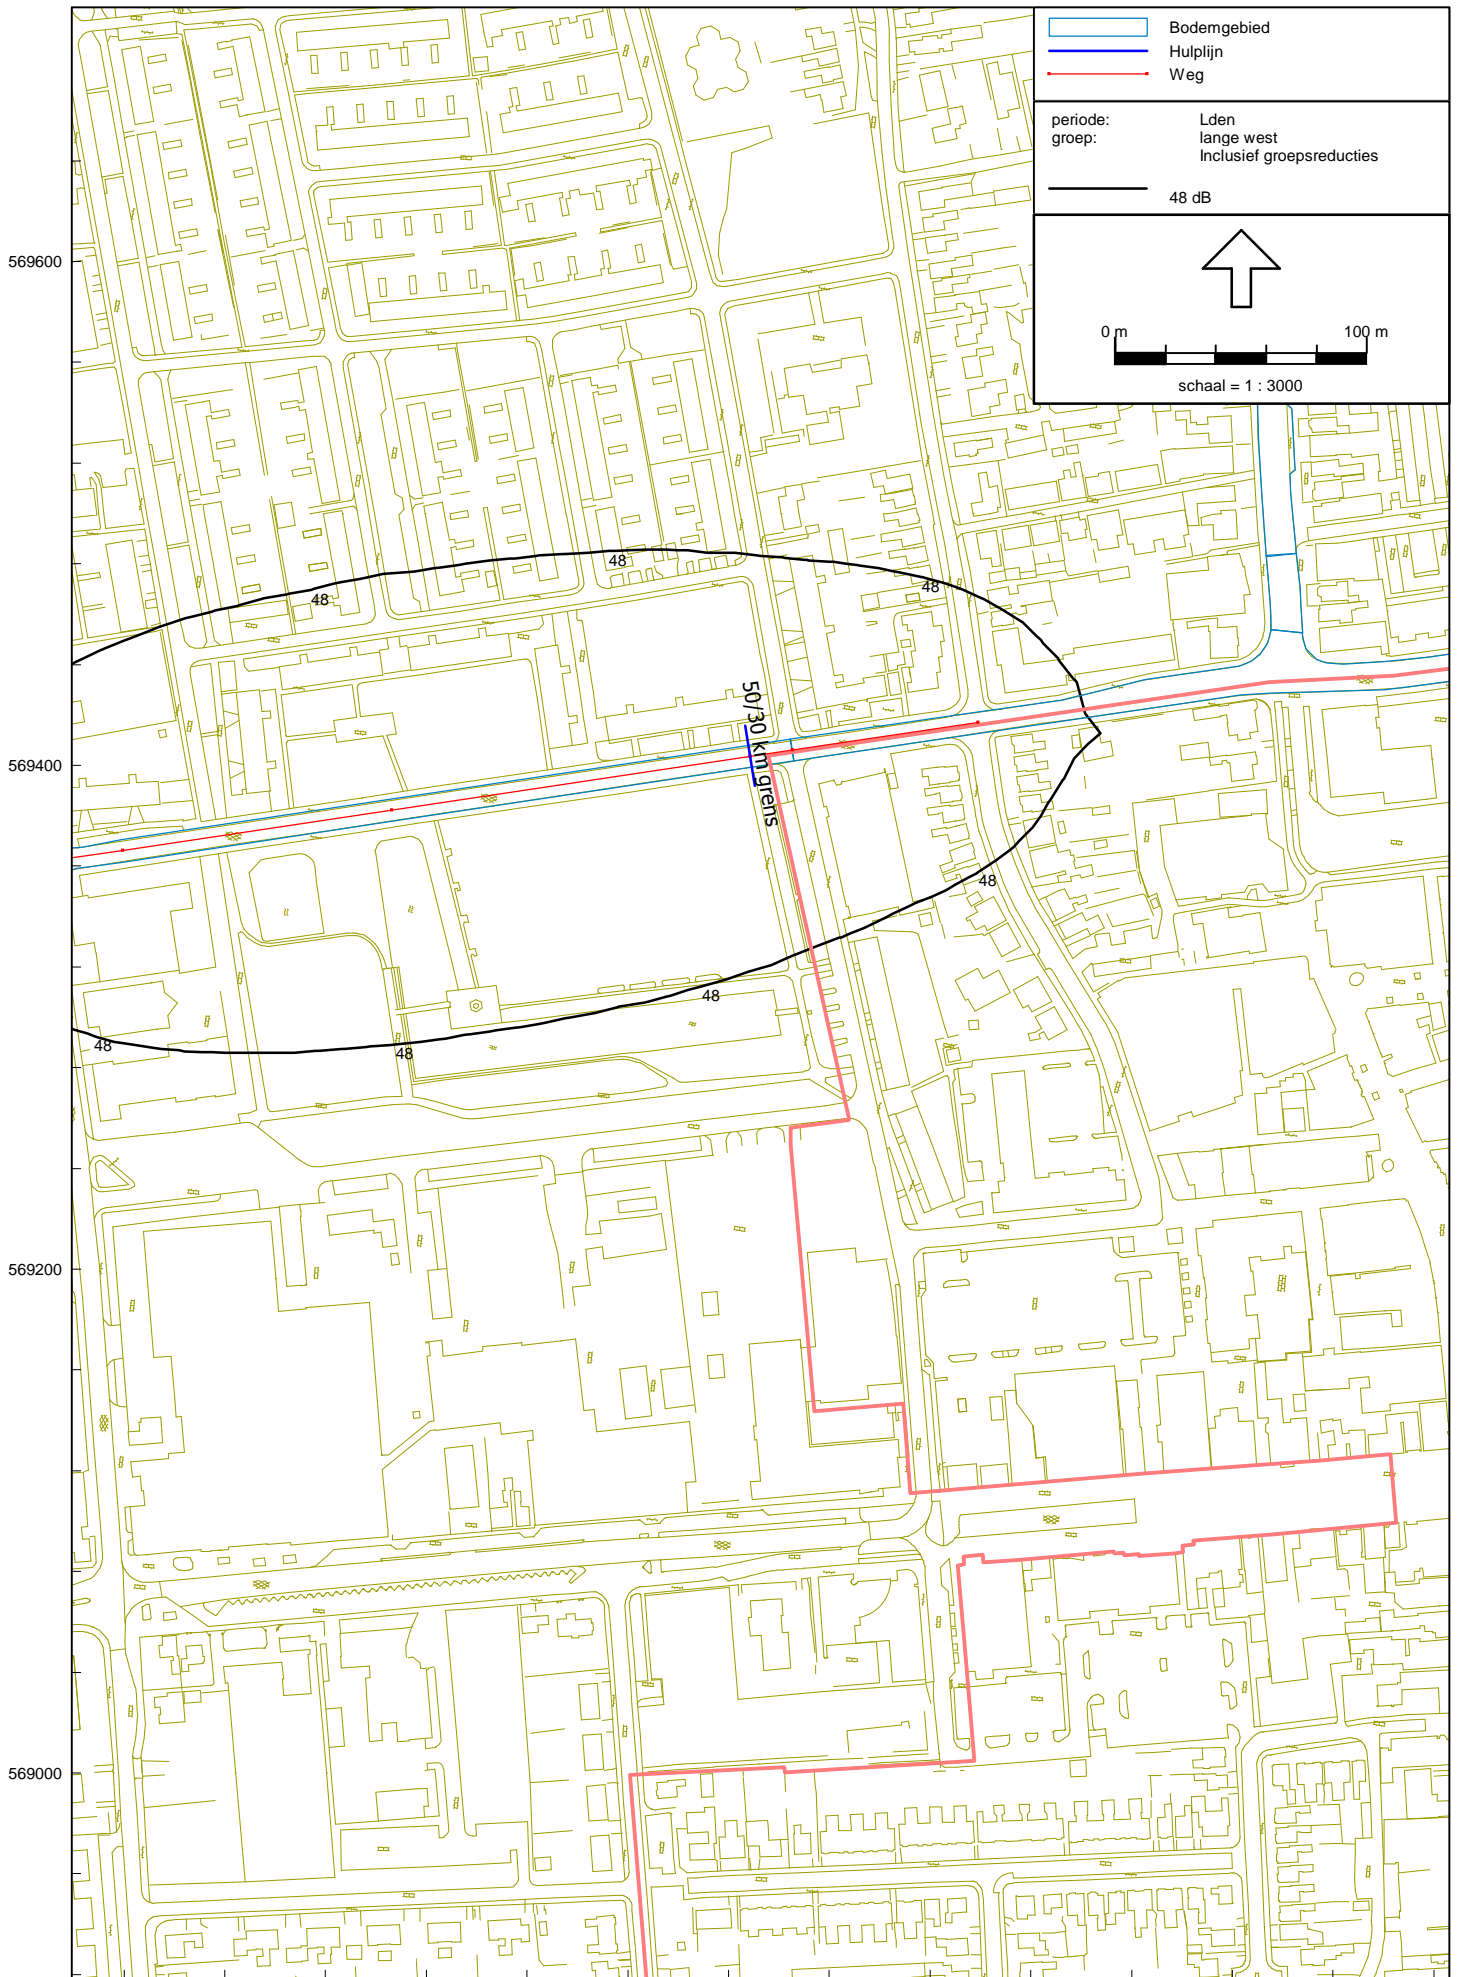 Bodemgebied
Hulplijn
Weg
periode: Lden
groep: lange west
Inclusief groepsreducties
48 dB
0 m 100 m
schaal = 1 : 3000
569600
48
48
48
50/30 km grens
569400
48
48
48
48
569200
569000